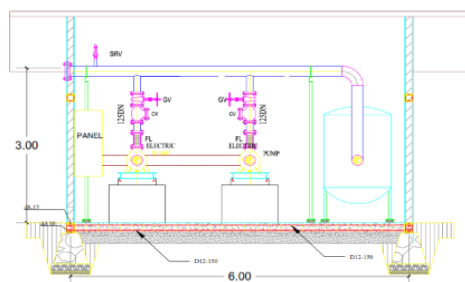 SRV
GV
GV
125DN
CV
CV
125DN
3.00
PANEL
FL
ELECTRIC
FL
ELECTRIC
PUMP
D12-150
D12-150
6.00